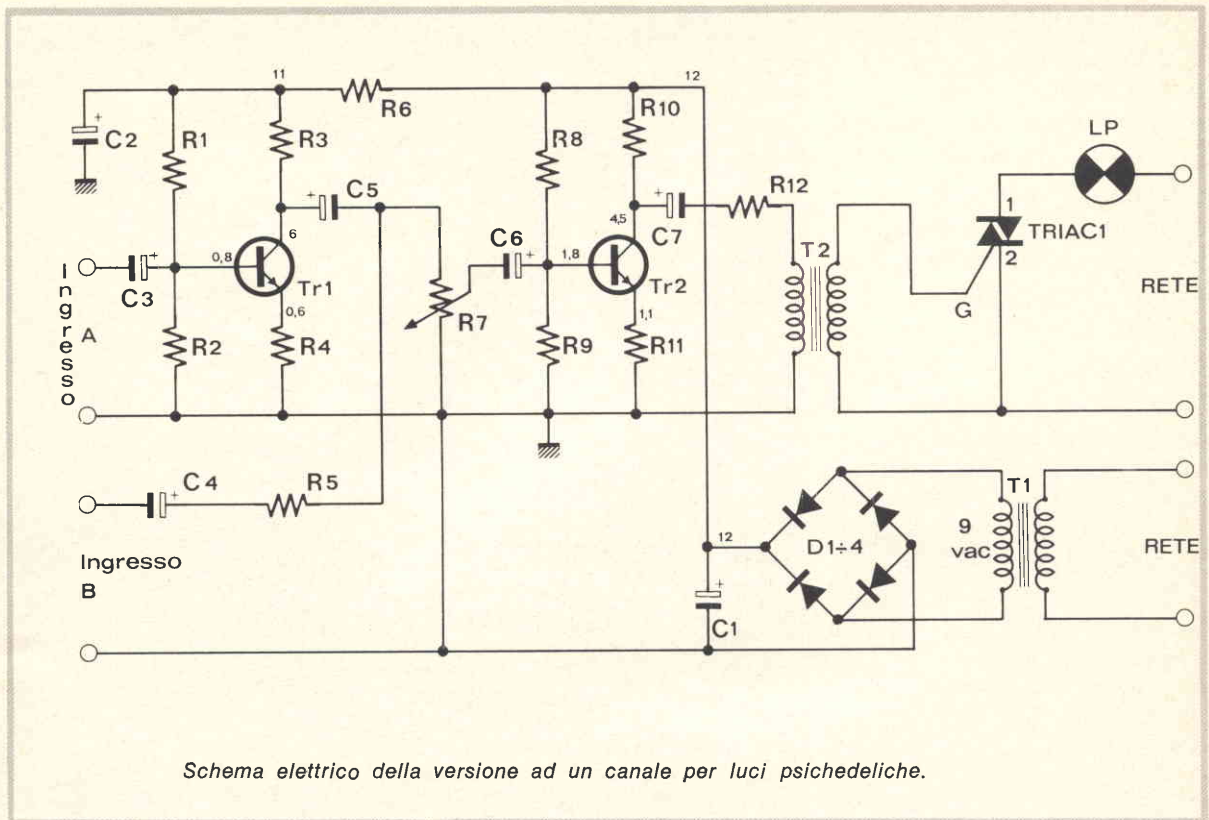 11
12
R6
R10
C2
R1
R3
R8
LP
C5
R12
1
6
4,5
C7
T2
TRIAC1
C6
2
0,8
1,8
Ingresso
A
C3
Tr1
Tr2
RETE
0,6
R7
1,1
G
R2
R4
R9
R11
C4
R5
T1
9
vac
12
D1÷4
RETE
Ingresso
B
C1
Schema elettrico della versione ad un canale per luci psichedeliche.
+
+
+
+
+
+
+